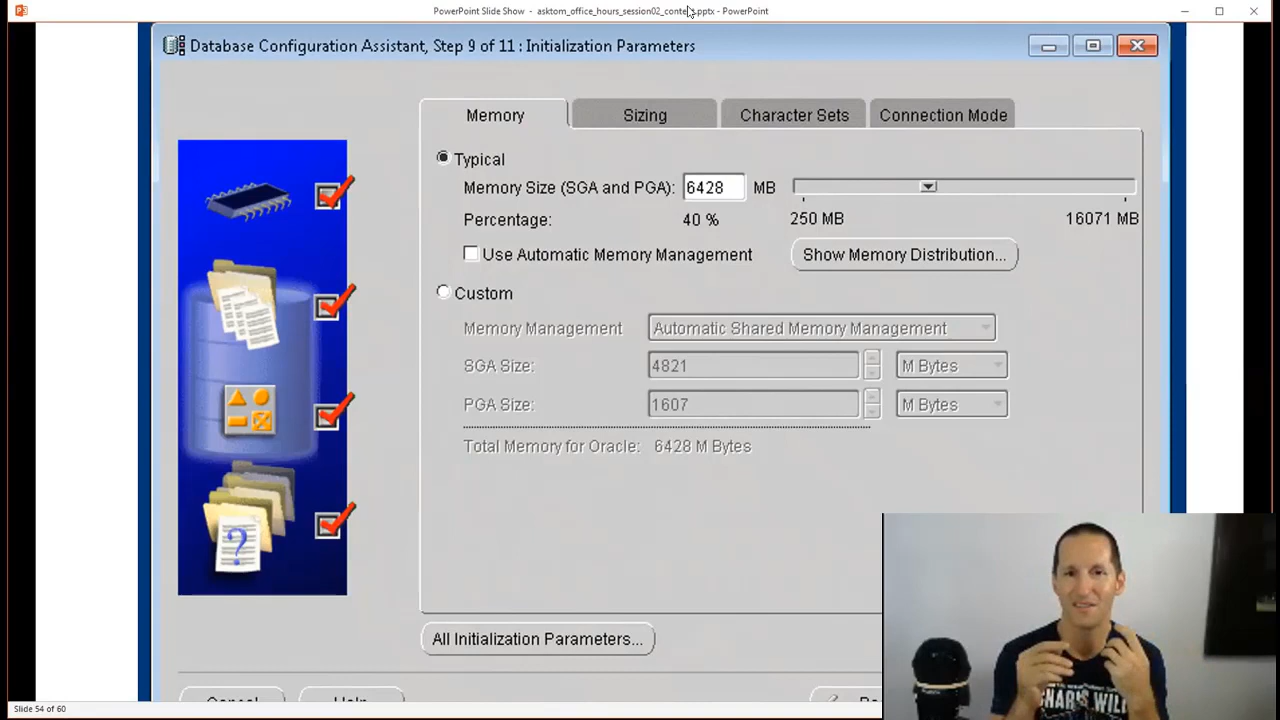 PowerPoint Slide Show - asktom_office_hours_session02_content.pptx - PowerPoint
Database Configuration Assistant, Step 9 of 11 : Initialization Parameters
Memory Sizing Character Sets Connection Mode
Typical
Memory Size (SGA and PGA): 6428 MB
Percentage: 40 % 250 MB 16071 MB
Use Automatic Memory Management Show Memory Distribution...
Custom
Memory Management Automatic Shared Memory Management
SGA Size: 4821 M Bytes
PGA Size: 1607 M Bytes
Total Memory for Oracle: 6428 M Bytes
?
All Initialization Parameters...
Cancel Help
Slide 54 of 60